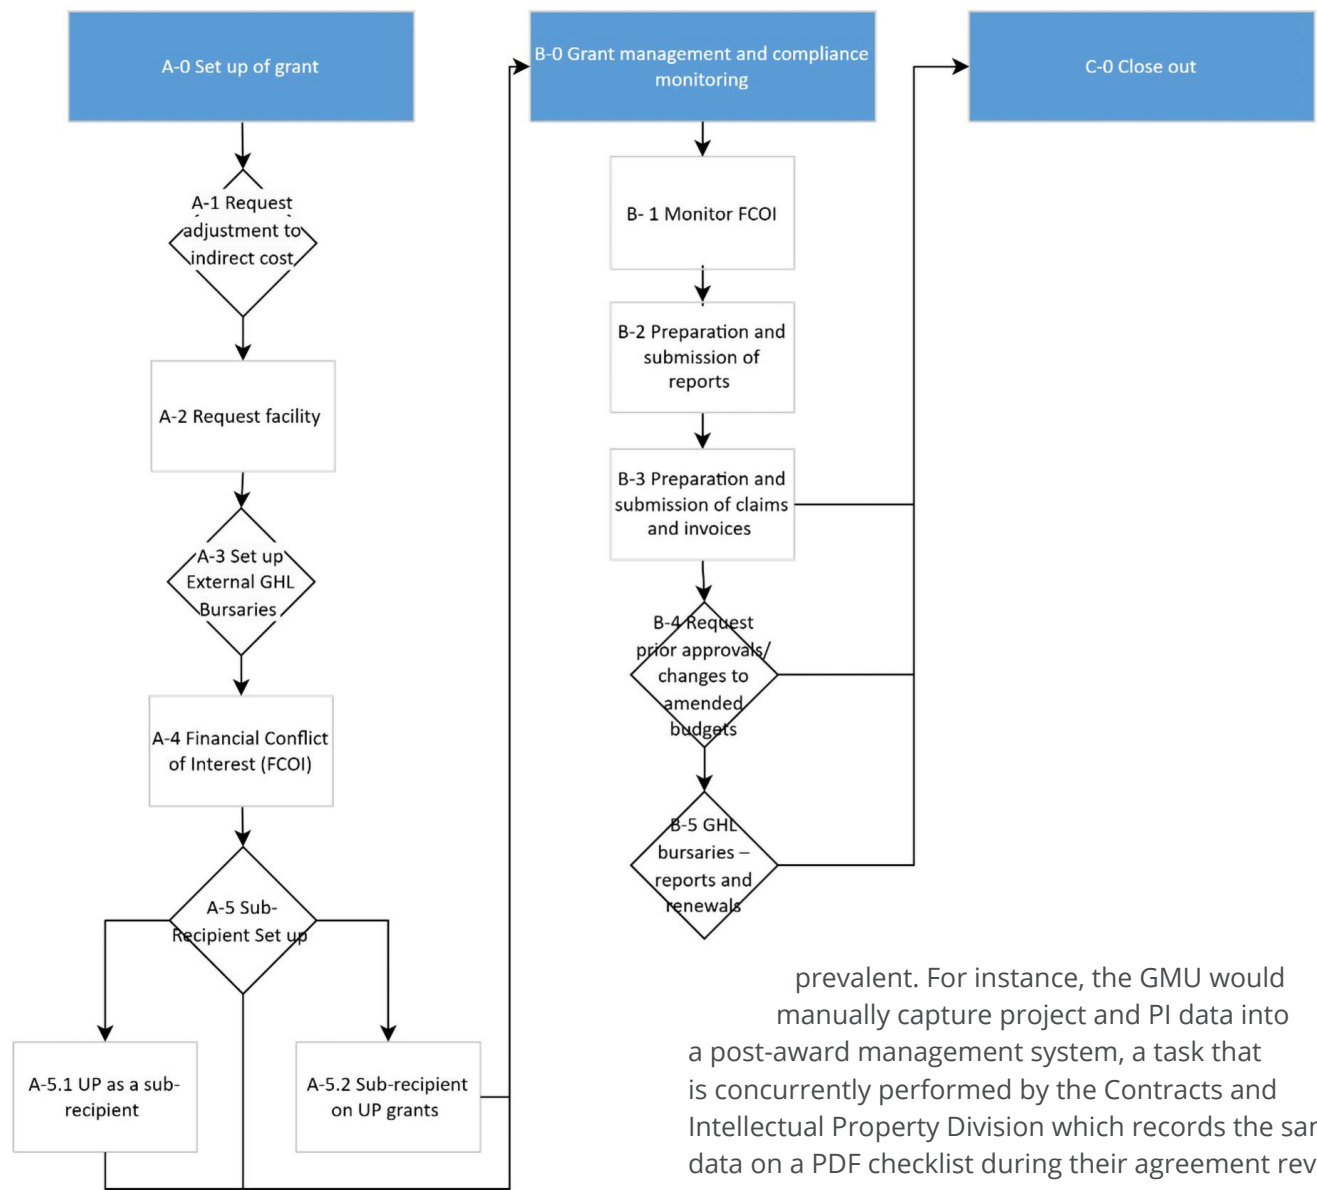 A-0 Set up of grant
A-1 Request
adjustment to
indirect cost
A-2 Request facility
A-3 Set up
External GHL
Bursaries
A-4 Financial Conflict
of Interest (FCOI)
A-5 Sub-
Recipient Set up
A-5.1 UP as a sub-
recipient
A-5.2 Sub-recipient
on UP grants
B-0 Grant management and compliance
monitoring
B- 1 Monitor FCOI
B-2 Preparation and
submission of
reports
B-3 Preparation and
submission of claims
and invoices
B-4 Request
prior approvals/
changes to
amended
budgets
B-5 GHL
bursaries –
reports and
renewals
C-0 Close out
prevalent. For instance, the GMU would
manually capture project and PI data into
a post-award management system, a task that
is concurrently performed by the Contracts and
Intellectual Property Division which records the
data on a PDF checklist during their agreement